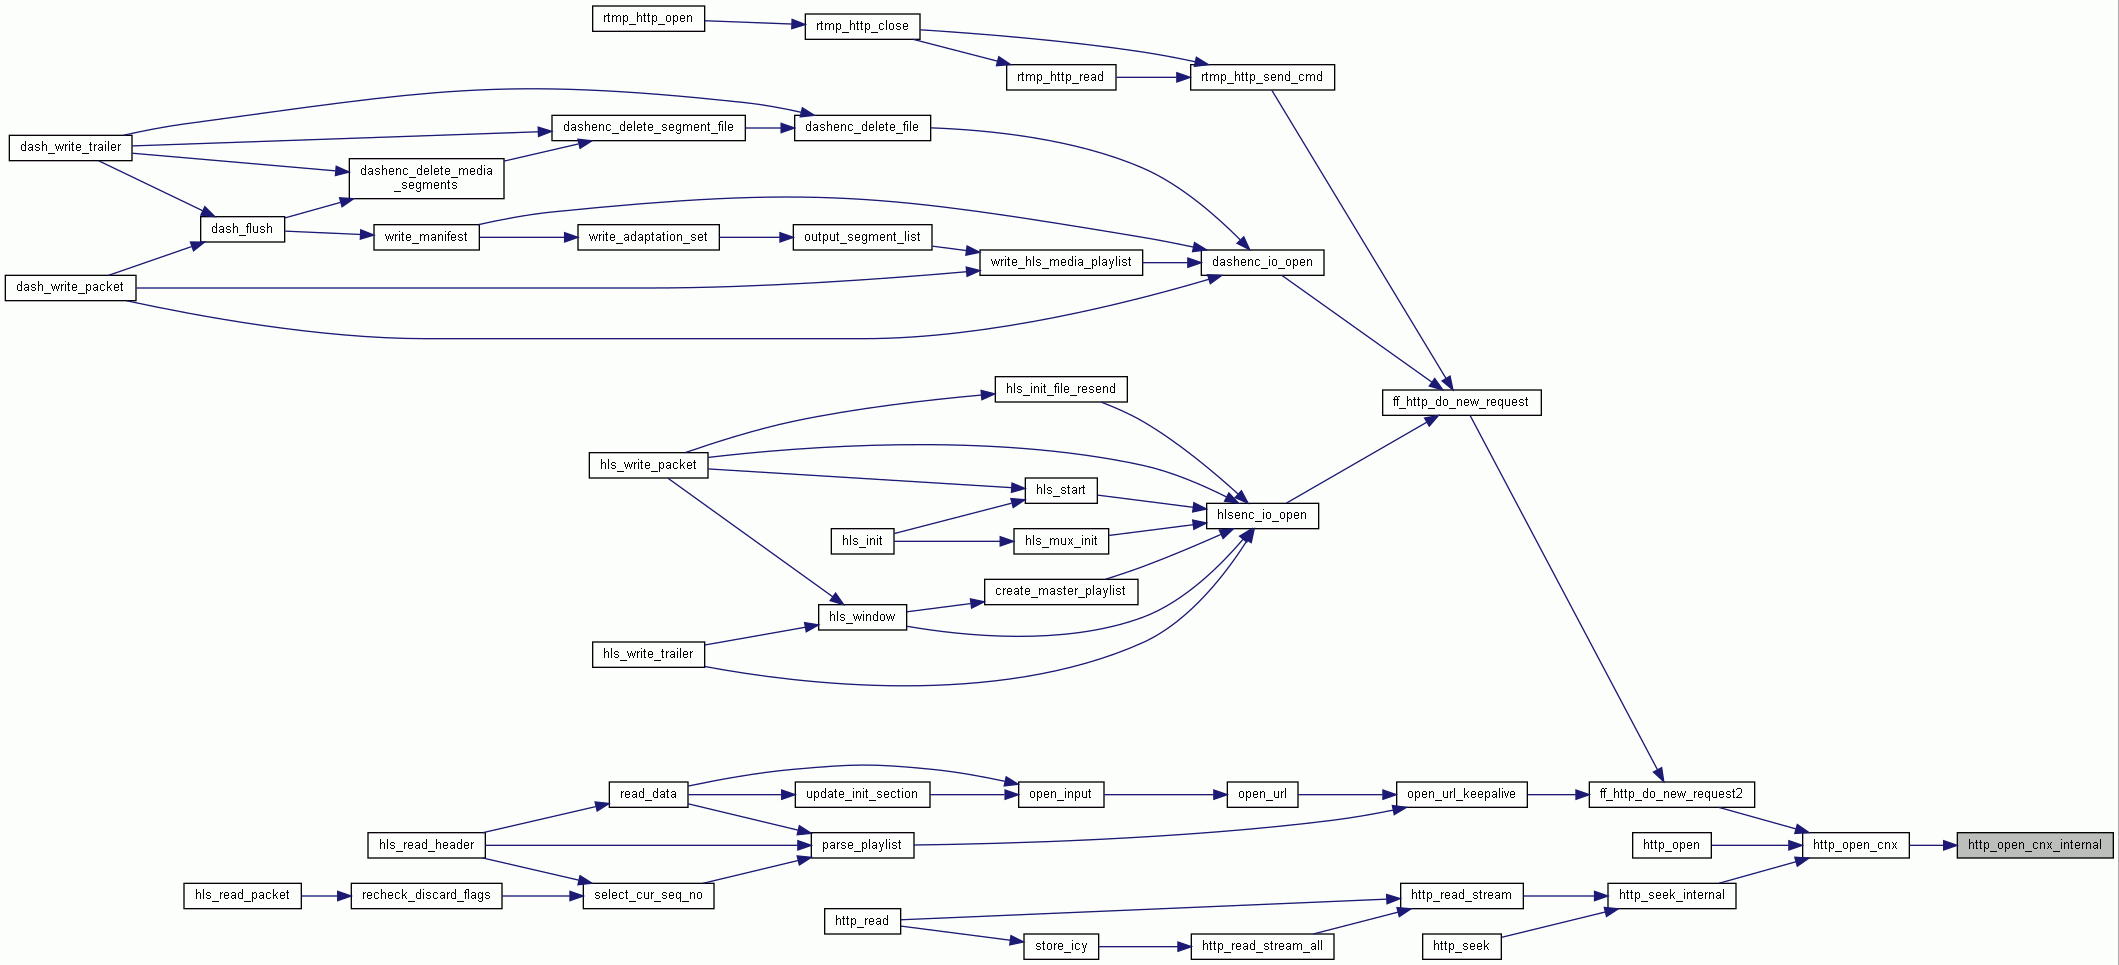 rtmp_http_open
rtmp_http_close
rtmp_http_read
rtmp_http_send_cmd
dash_write_trailer
dashenc_delete_segment_file
dashenc_delete_file
dashenc_delete_media
_segments
dash_flush
write_manifest
write_adaptation_set
output_segment_list
write_hls_media_playlist
dashenc_io_open
dash_write_packet
hls_init_file_resend
ff_http_do_new_request
hls_write_packet
hls_start
hlsenc_io_open
hls_init
hls_mux_init
create_master_playlist
hls_window
hls_write_trailer
read_data
update_init_section
open_input
open_url
open_url_keepalive
ff_http_do_new_request2
hls_read_header
parse_playlist
http_open
http_open_cnx
http_open_cnx_internal
hls_read_packet
recheck_discard_flags
select_cur_seq_no
http_read_stream
http_seek_internal
http_read
store_icy
http_read_stream_all
http_seek